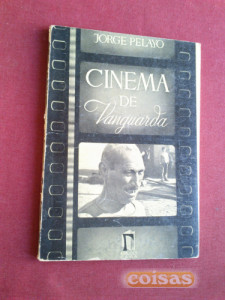 JORGE PELAYO
CINEMA
DE
Vanguarda
coisas